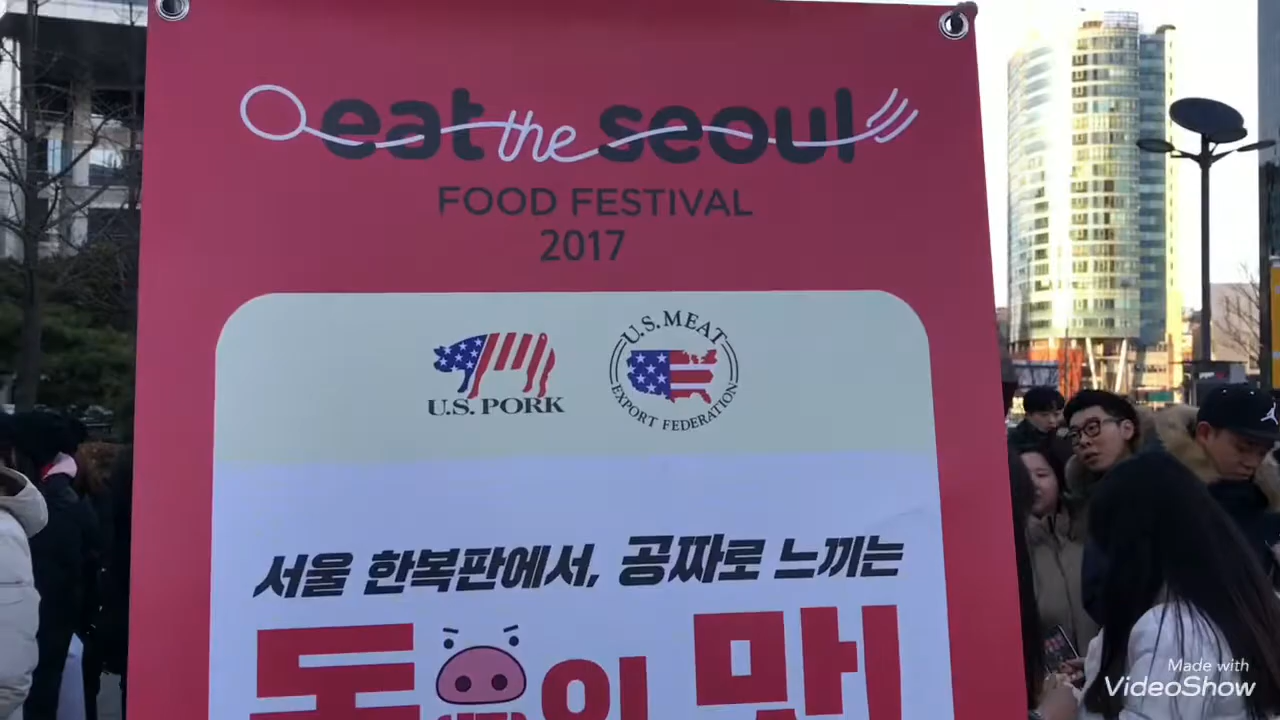 eat the seoul
FOOD FESTIVAL
2017
U.S. PORK
U.S. MEAT
EXPORT FEDERATION
서울 한복판에서, 공짜로 느끼는
Made with
VideoShow